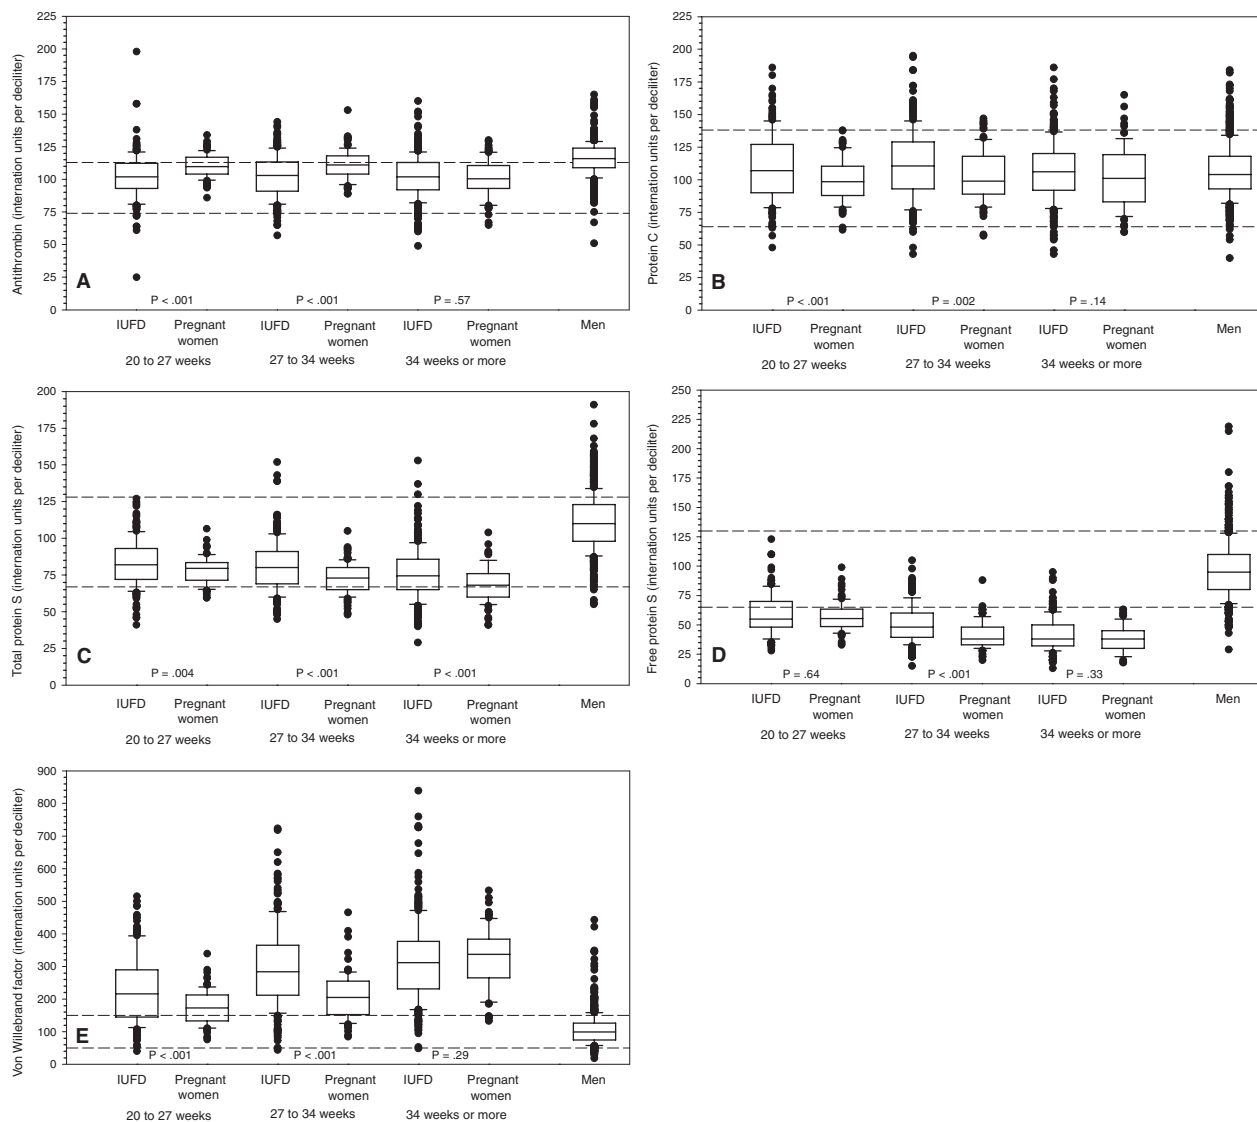 Antithrombin (internation units per deciliter)
225
200
175
150
125
100
75
50
25
0
A
P < .001
P < .001
P = .57
IUFD
Pregnant
women
IUFD
Pregnant
women
IUFD
Pregnant
women
Men
20 to 27 weeks
27 to 34 weeks
34 weeks or more
Protein C (internation units per deciliter)
225
200
175
150
125
100
75
50
25
0
B
P < .001
P = .002
P = .14
IUFD
Pregnant
women
IUFD
Pregnant
women
IUFD
Pregnant
women
Men
20 to 27 weeks
27 to 34 weeks
34 weeks or more
Total protein S (internation units per deciliter)
200
175
150
125
100
75
50
25
0
C
P = .004
P < .001
P < .001
IUFD
Pregnant
women
IUFD
Pregnant
women
IUFD
Pregnant
women
Men
20 to 27 weeks
27 to 34 weeks
34 weeks or more
Free protein S (internation units per deciliter)
250
225
200
175
150
125
100
75
50
25
0
D
P = .64
P < .001
P = .33
IUFD
Pregnant
women
IUFD
Pregnant
women
IUFD
Pregnant
women
Men
20 to 27 weeks
27 to 34 weeks
34 weeks or more
Von Willebrand factor (internation units per deciliter)
900
800
700
600
500
400
300
200
100
0
E
P < .001
P < .001
P = .29
IUFD
Pregnant
women
IUFD
Pregnant
women
IUFD
Pregnant
women
Men
20 to 27 weeks
27 to 34 weeks
34 weeks or more